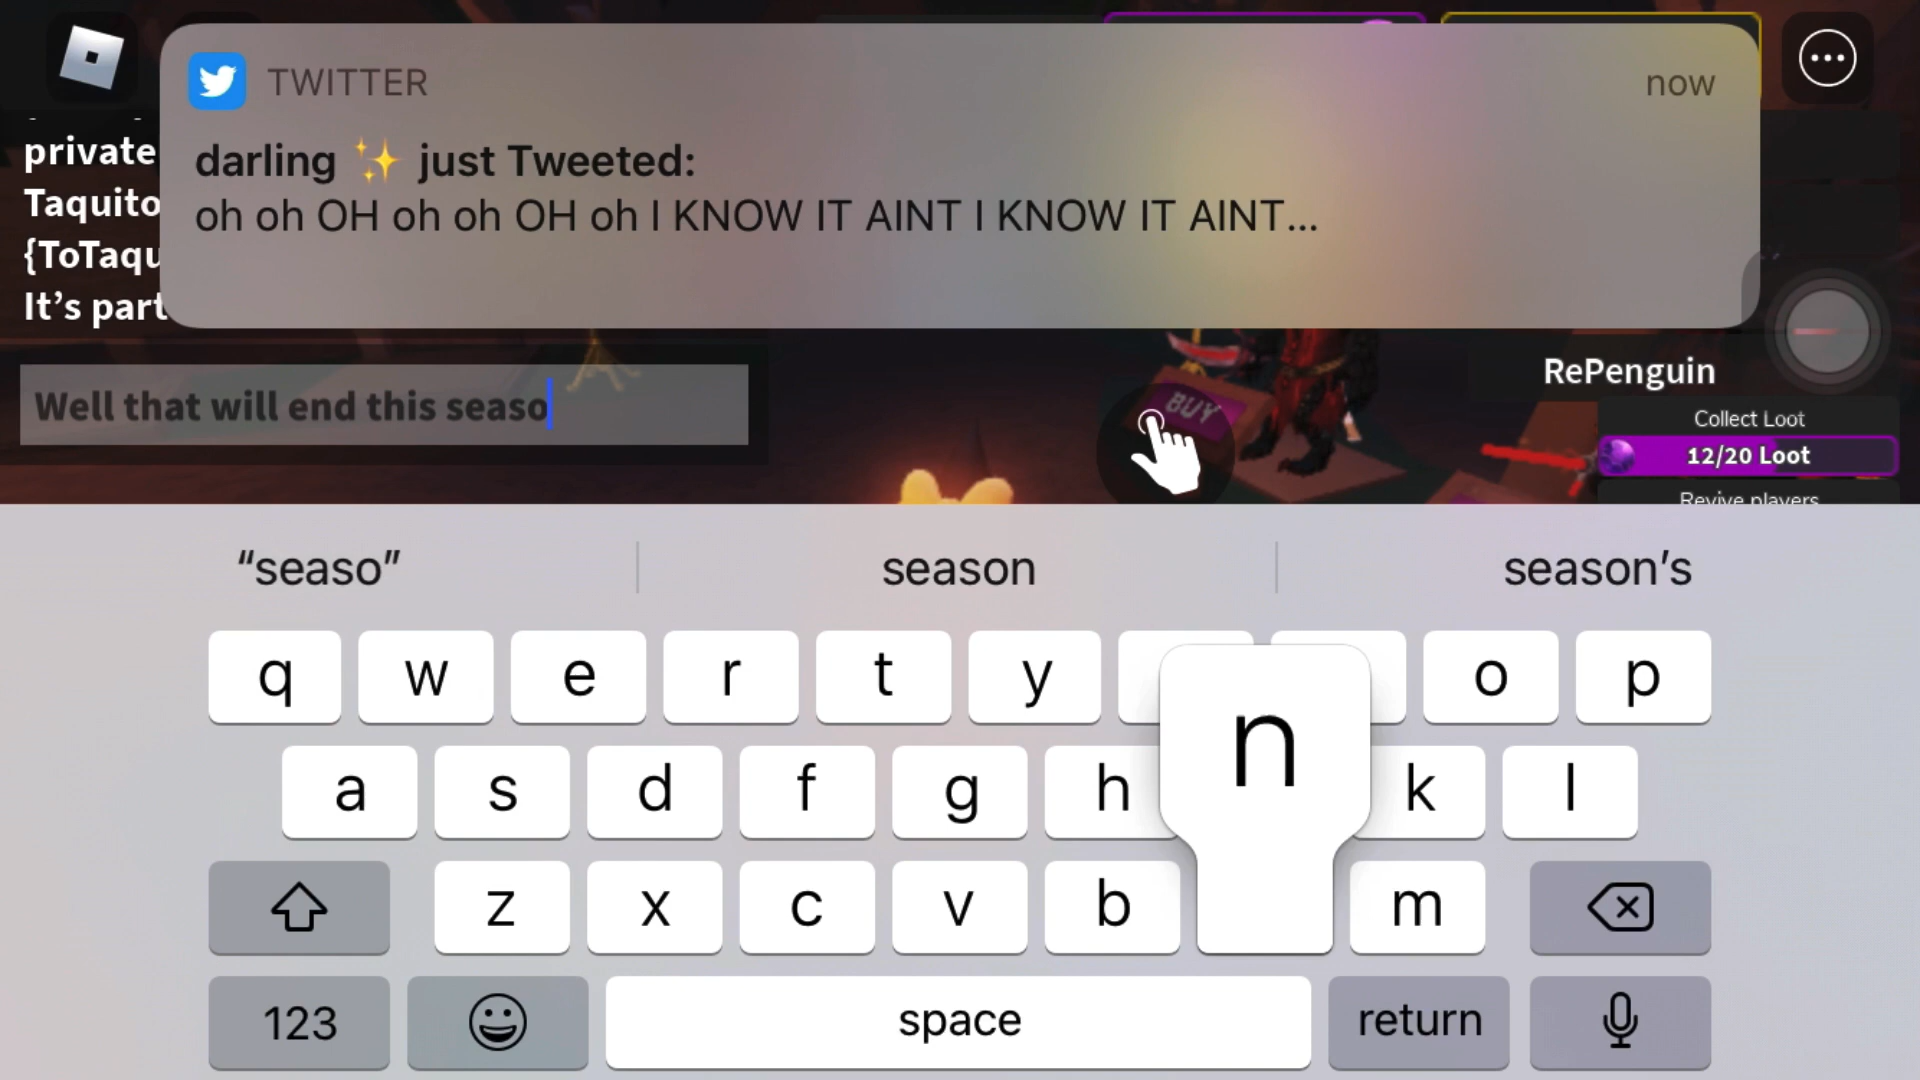 TWITTER
now
darling ✨ just Tweeted:
oh oh OH oh oh OH oh I KNOW IT AINT I KNOW IT AINT...
private
Taquito
{ToTaqu
It’s part
Well that will end this seaso
BUY
RePenguin
Collect Loot
12/20 Loot
Revive players
“seaso”
season
season’s
q w e r t y o p
n
a s d f g h k l
z x c v b m
123
space
return